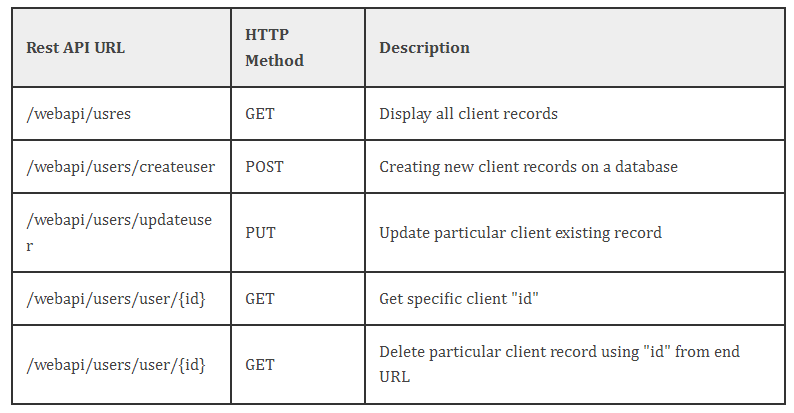 Rest API URL
HTTP
Method
Description
/webapi/usres
GET
Display all client records
/webapi/users/createuser
POST
Creating new client records on a database
/webapi/users/updateuse
r
PUT
Update particular client existing record
/webapi/users/user/{id}
GET
Get specific client "id"
/webapi/users/user/{id}
GET
Delete particular client record using "id" from end
URL